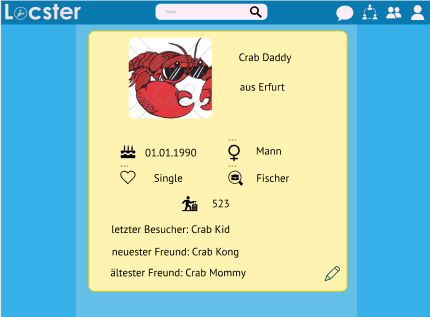 Locster
Suche
Crab Daddy
aus Erfurt
01.01.1990
Mann
Single
Fischer
523
letzter Besucher: Crab Kid
neuester Freund: Crab Kong
ältester Freund: Crab Mommy